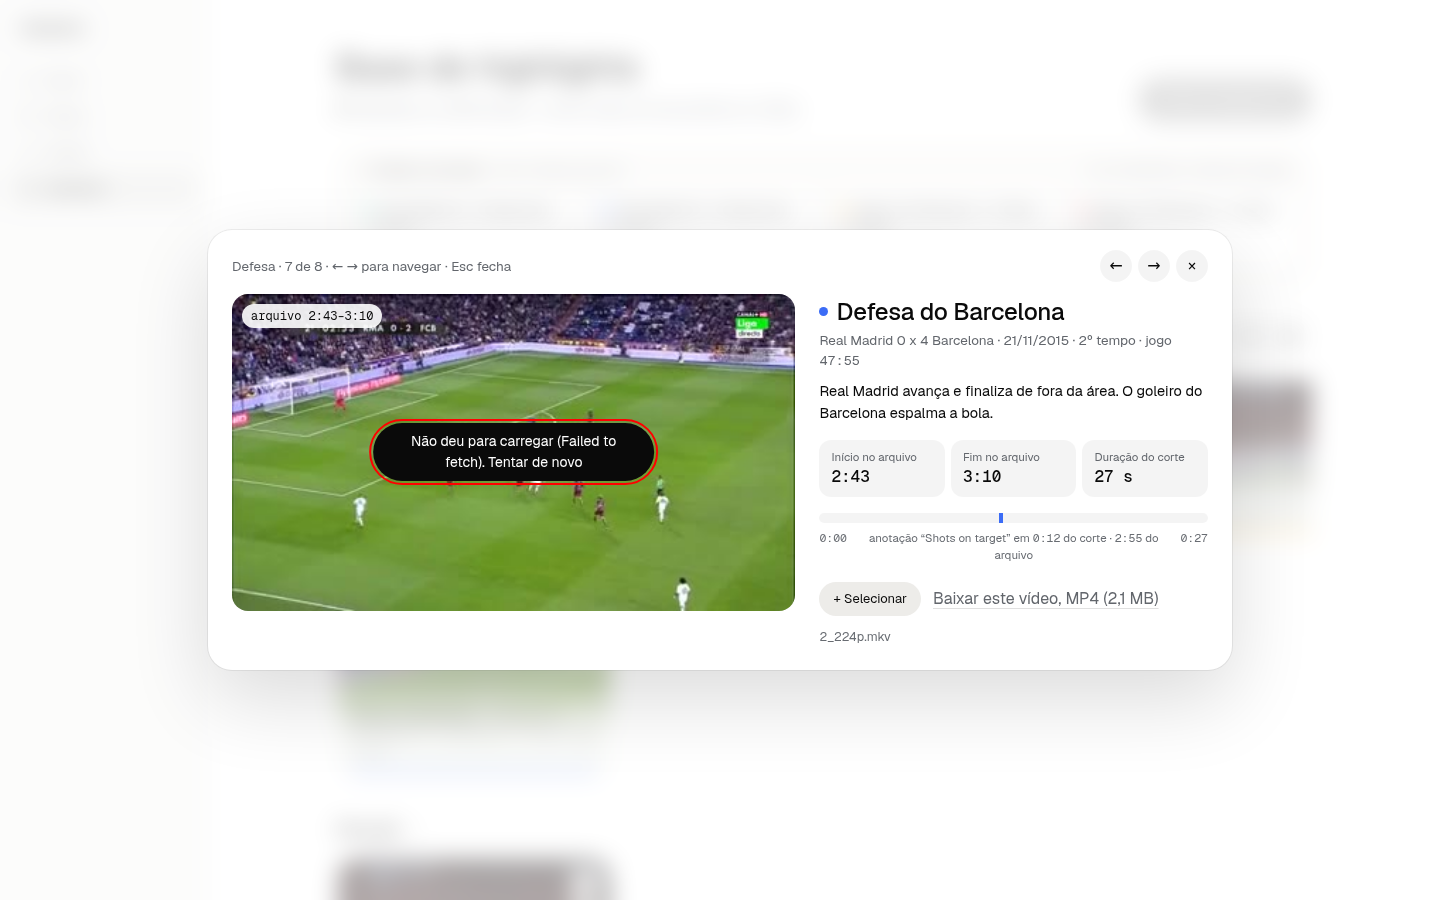 Defesa · 7 de 8 · ← → para navegar · Esc fecha
← → ×
arquivo 2:43–3:10
RMA 0 - 2 FCB
CANAL+
Liga
directo
Não deu para carregar (Failed to
fetch). Tentar de novo
Defesa do Barcelona
Real Madrid 0 x 4 Barcelona · 21/11/2015 · 2º tempo · jogo
47:55
Real Madrid avança e finaliza de fora da área. O goleiro do
Barcelona espalma a bola.
Início no arquivo
2:43
Fim no arquivo
3:10
Duração do corte
27 s
0:00 anotação “Shots on target” em 0:12 do corte · 2:55 do 0:27
arquivo
+ Selecionar
Baixar este vídeo, MP4 (2,1 MB)
2_224p.mkv